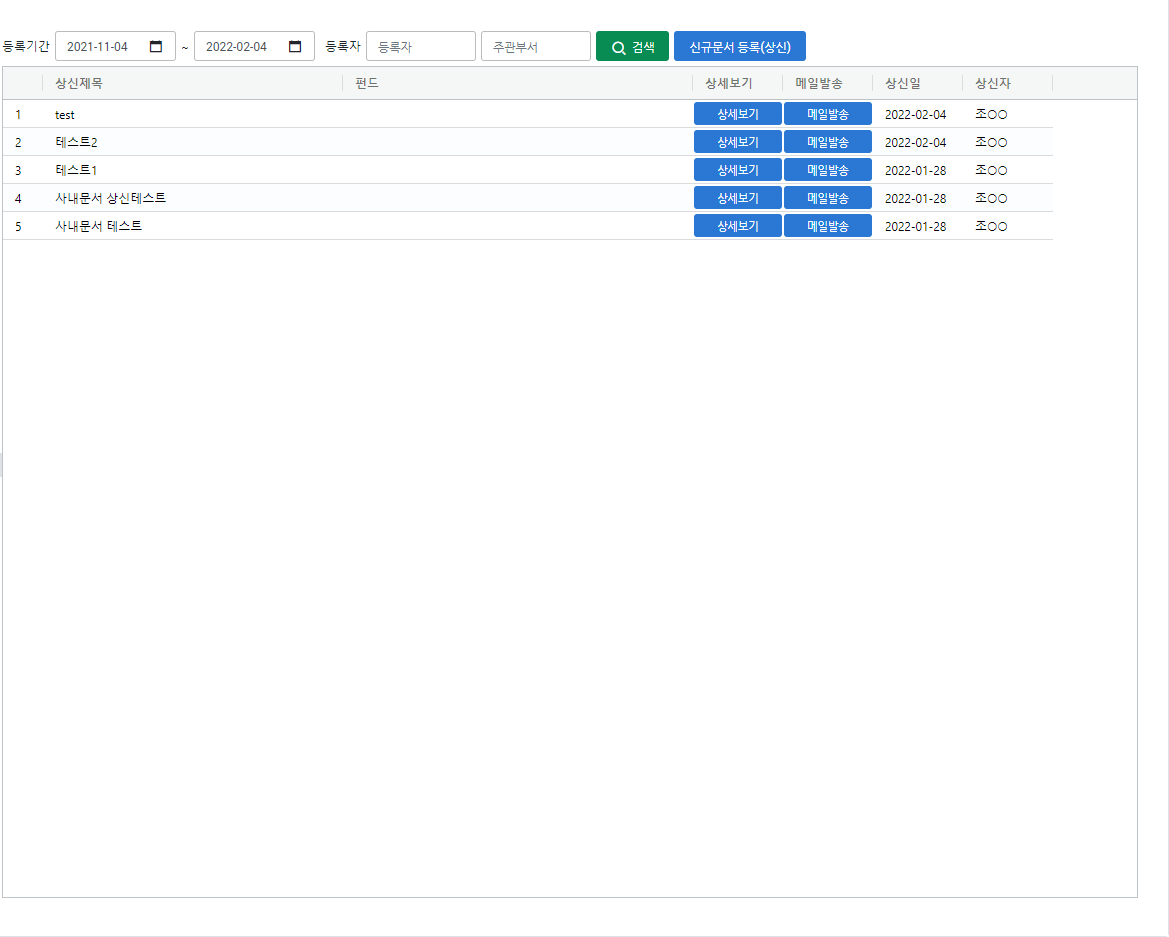 등록기간 2021-11-04 ~ 2022-02-04 등록자 등록자 주관부서 검색 신규문서 등록(상신)
상신제목 펀드 상세보기 메일발송 상신일 상신자
1 test 상세보기 메일발송 2022-02-04 조○○
2 테스트2 상세보기 메일발송 2022-02-04 조○○
3 테스트1 상세보기 메일발송 2022-01-28 조○○
4 사내문서 상신테스트 상세보기 메일발송 2022-01-28 조○○
5 사내문서 테스트 상세보기 메일발송 2022-01-28 조○○